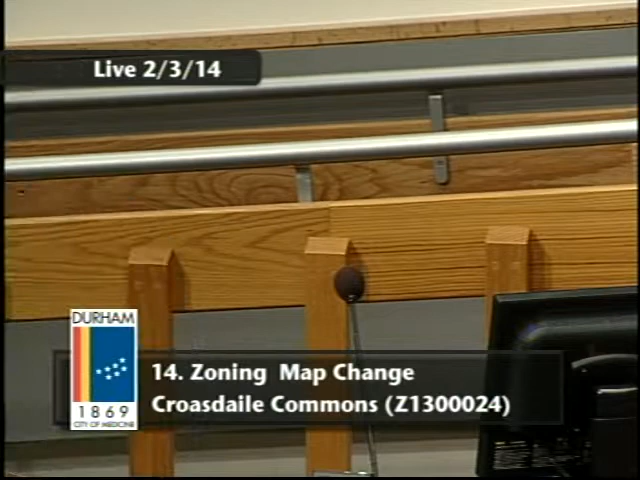 Live 2/3/14
DURHAM
1869
CITY OF MEDICINE
14. Zoning Map Change
Croasdaile Commons (Z1300024)